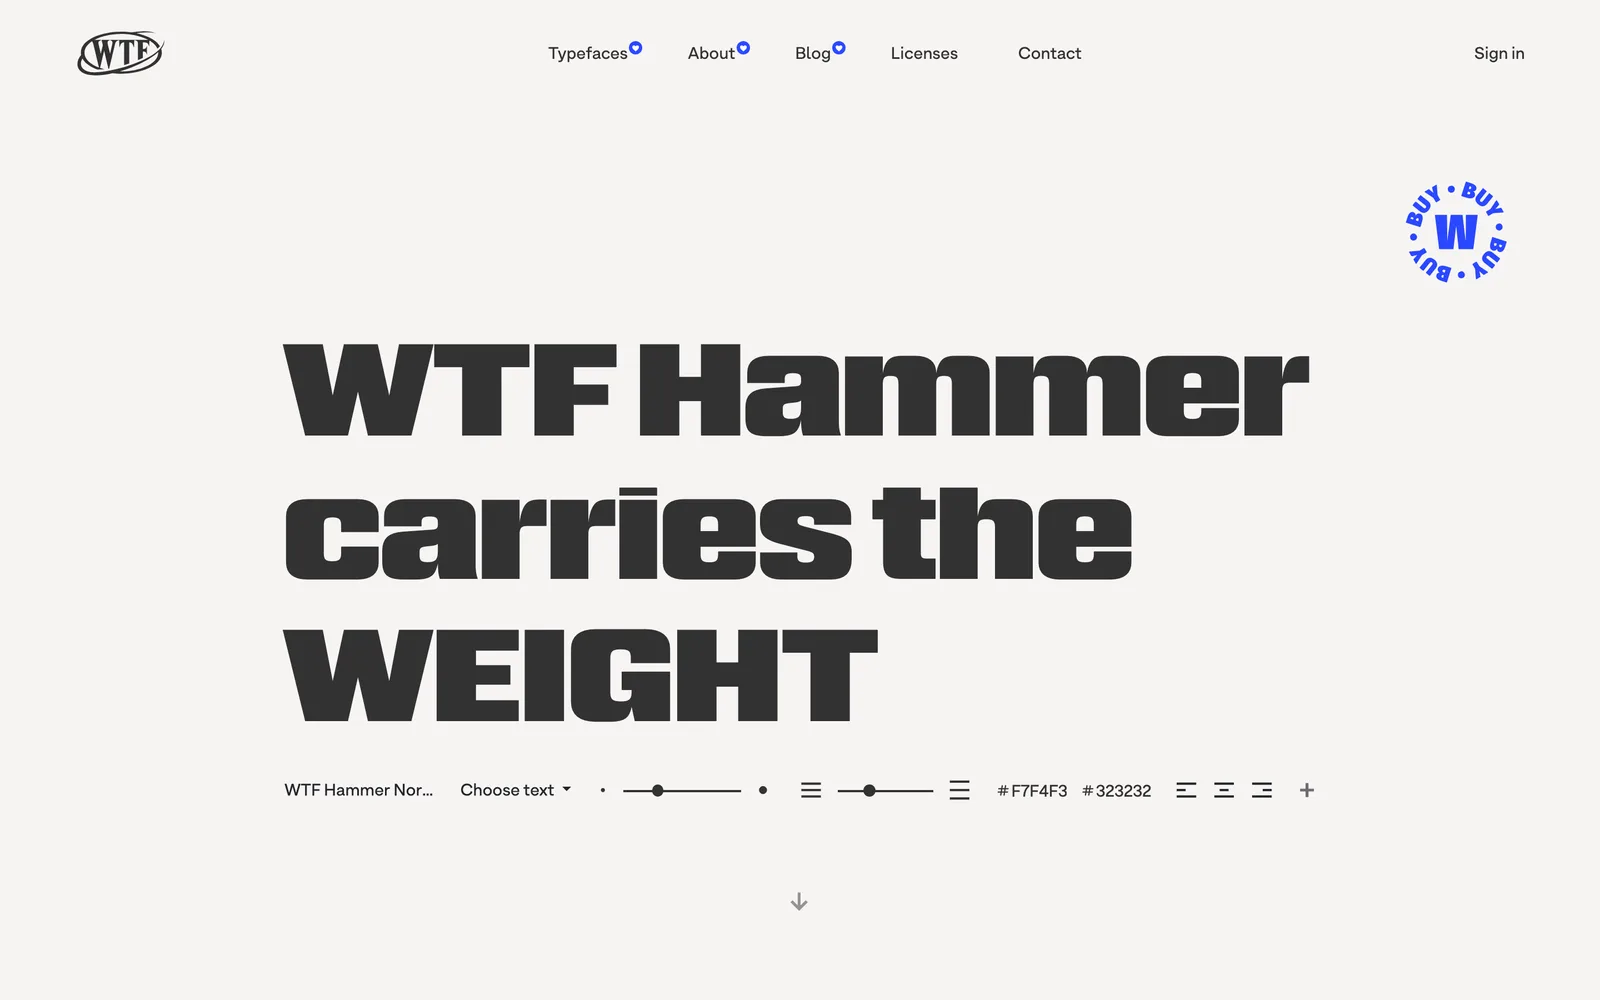 WTF
Typefaces
About
Blog
Licenses
Contact
Sign in
BUY • BUY • BUY • BUY •
W
WTF Hammer
carries the
WEIGHT
WTF Hammer Nor...
Choose text
#F7F4F3
#323232